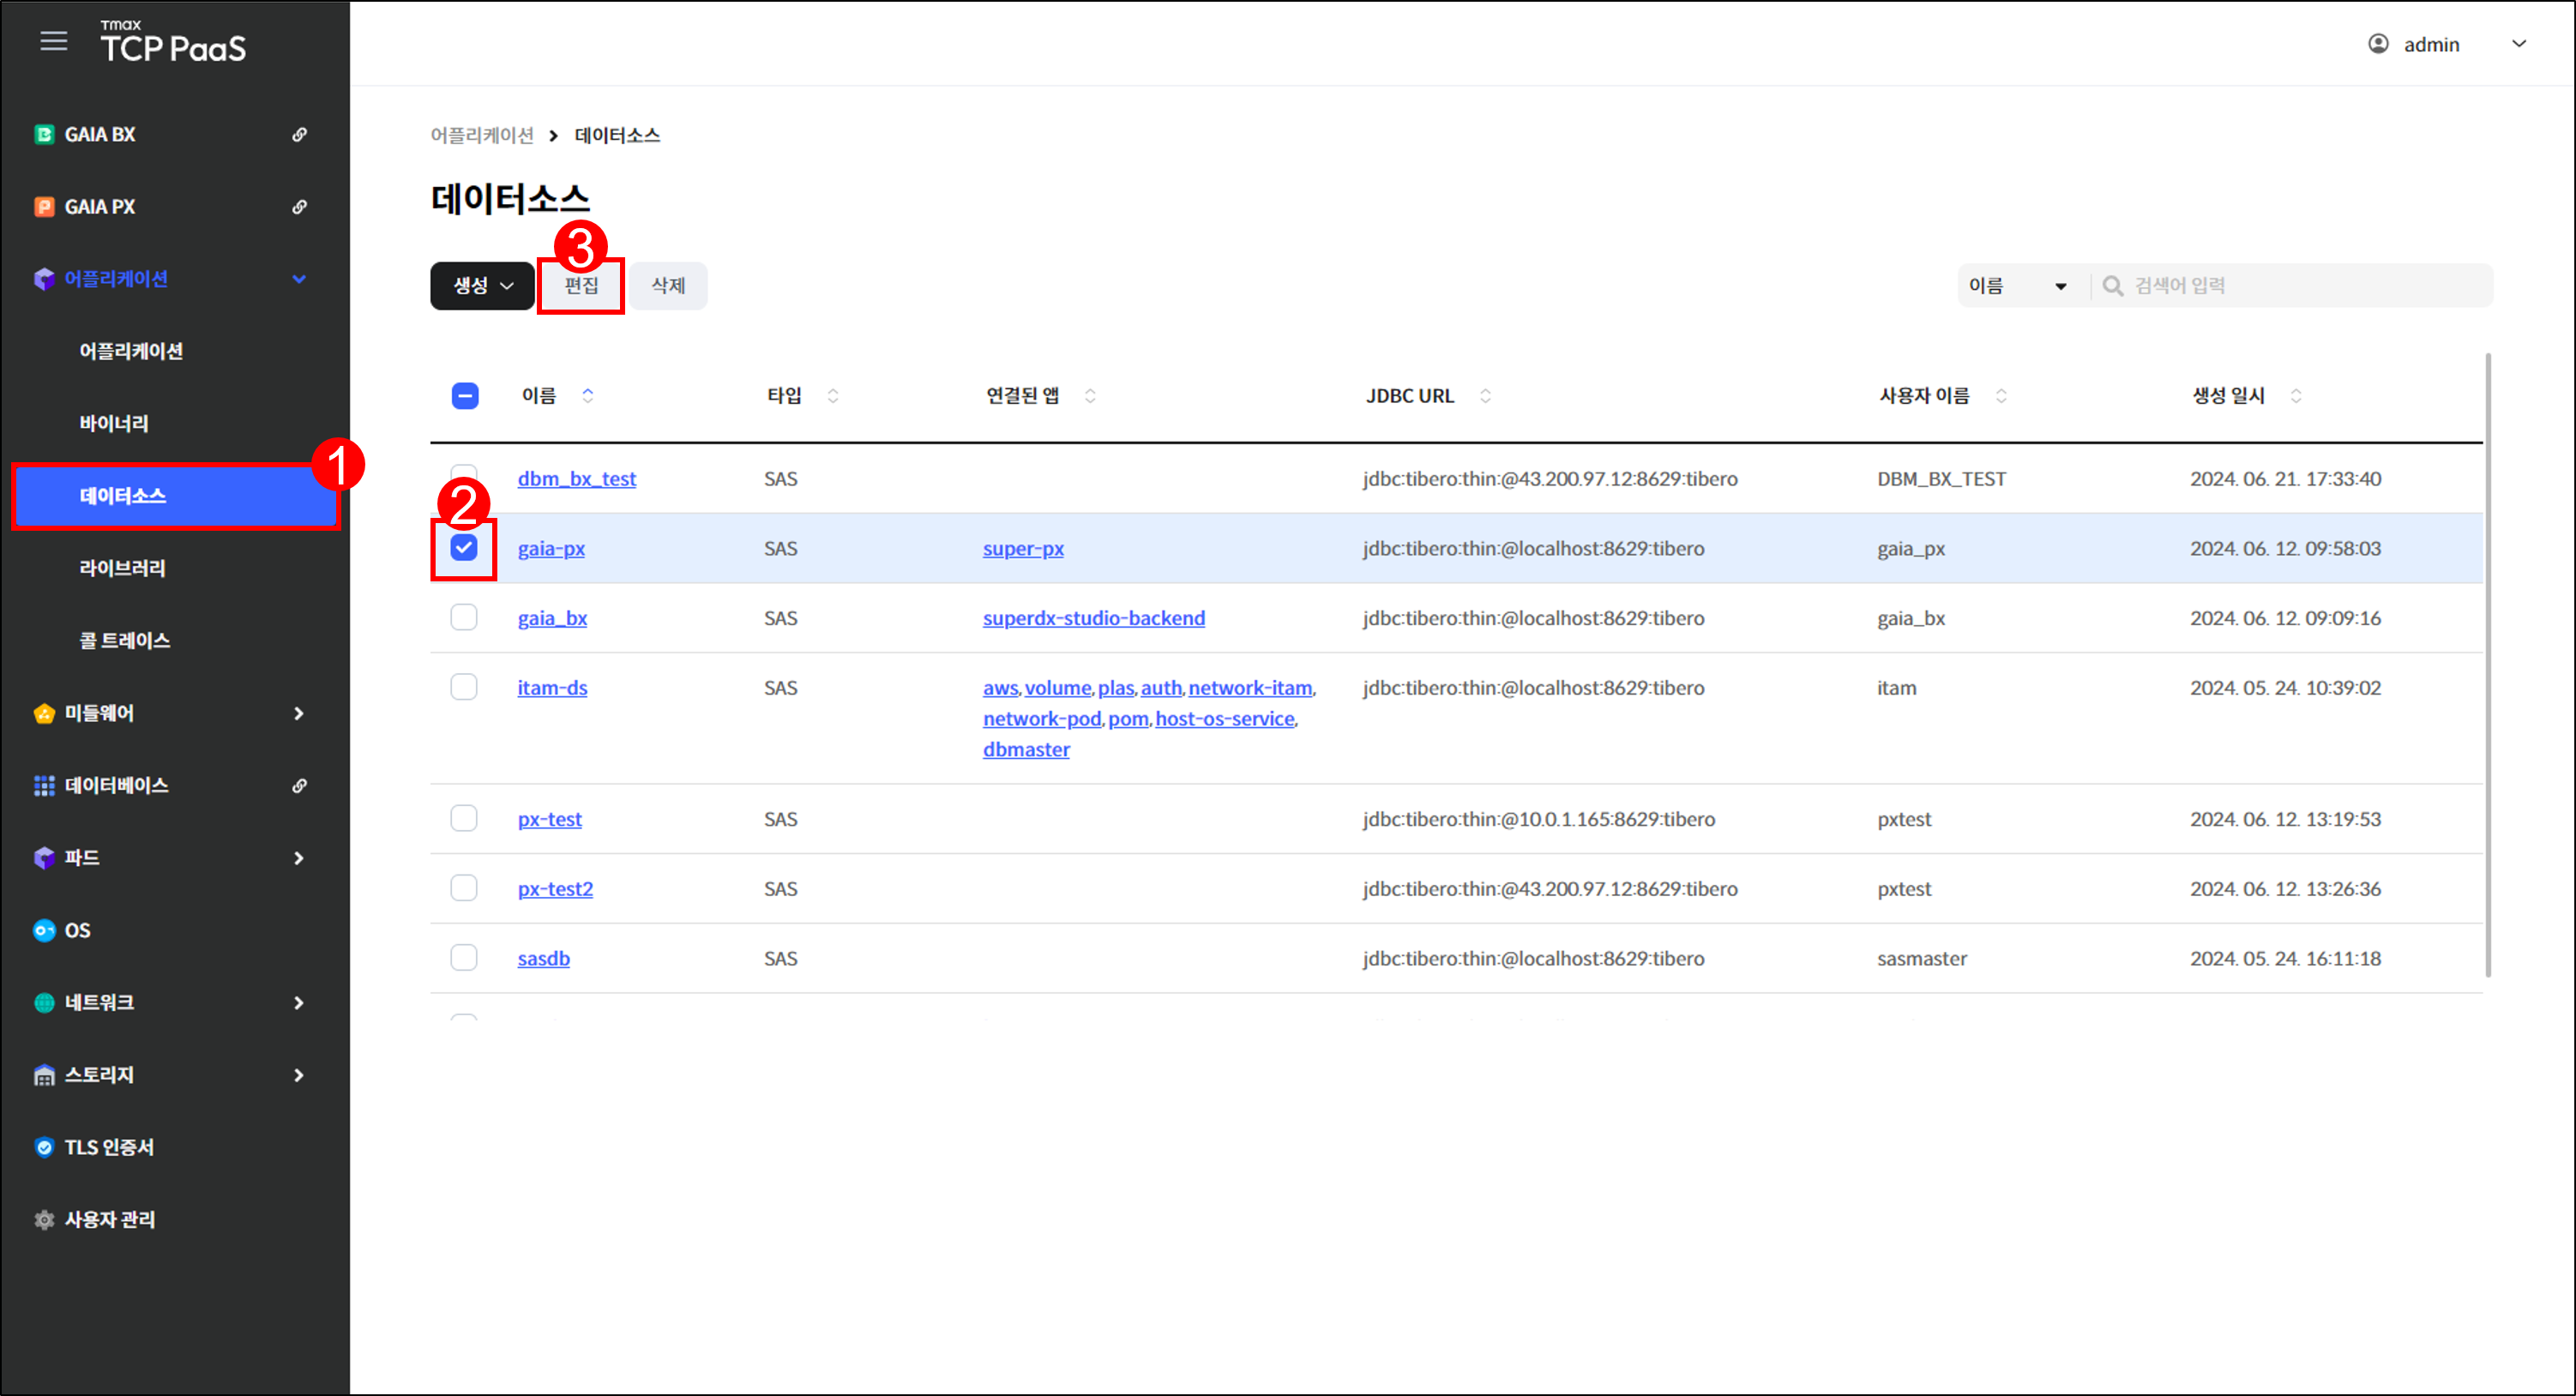 Tmax
TCP PaaS
admin
GAIA BX
GAIA PX
어플리케이션
어플리케이션
바이너리
데이터소스
1
라이브러리
콜 트레이스
미들웨어
데이터베이스
파드
OS
네트워크
스토리지
TLS 인증서
사용자 관리
어플리케이션 > 데이터소스
데이터소스
3
생성 편집 삭제
이름 검색어 입력
이름 타입 연결된 앱 JDBC URL 사용자 이름 생성 일시
dbm_bx_test SAS jdbc:tibero:thin:@43.200.97.12:8629:tibero DBM_BX_TEST 2024. 06. 21. 17:33:40
2
gaia-px SAS super-px jdbc:tibero:thin:@localhost:8629:tibero gaia_px 2024. 06. 12. 09:58:03
gaia_bx SAS superdx-studio-backend jdbc:tibero:thin:@localhost:8629:tibero gaia_bx 2024. 06. 12. 09:09:16
itam-ds SAS aws, volume, plas, auth, network-itam, jdbc:tibero:thin:@localhost:8629:tibero itam 2024. 05. 24. 10:39:02
network-pod, pom, host-os-service,
dbmaster
px-test SAS jdbc:tibero:thin:@10.0.1.165:8629:tibero pxtest 2024. 06. 12. 13:19:53
px-test2 SAS jdbc:tibero:thin:@43.200.97.12:8629:tibero pxtest 2024. 06. 12. 13:26:36
sasdb SAS jdbc:tibero:thin:@localhost:8629:tibero sasmaster 2024. 05. 24. 16:11:18